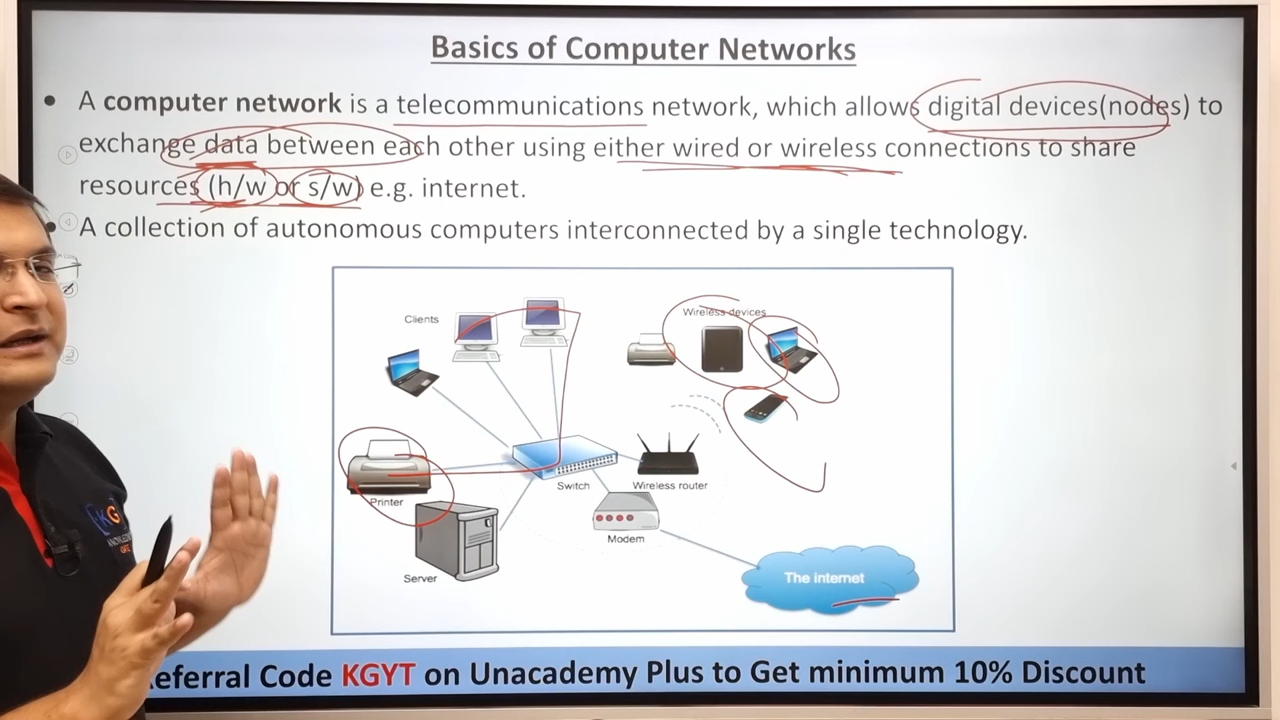 Basics of Computer Networks
• A computer network is a telecommunications network, which allows digital devices(nodes) to
exchange data between each other using either wired or wireless connections to share
resources (h/w or s/w) e.g. internet.
• A collection of autonomous computers interconnected by a single technology.
Clients
Wireless devices
Printer
Switch
Wireless router
Modem
Server
The internet
KG
eferral Code KGYT on Unacademy Plus to Get minimum 10% Discount